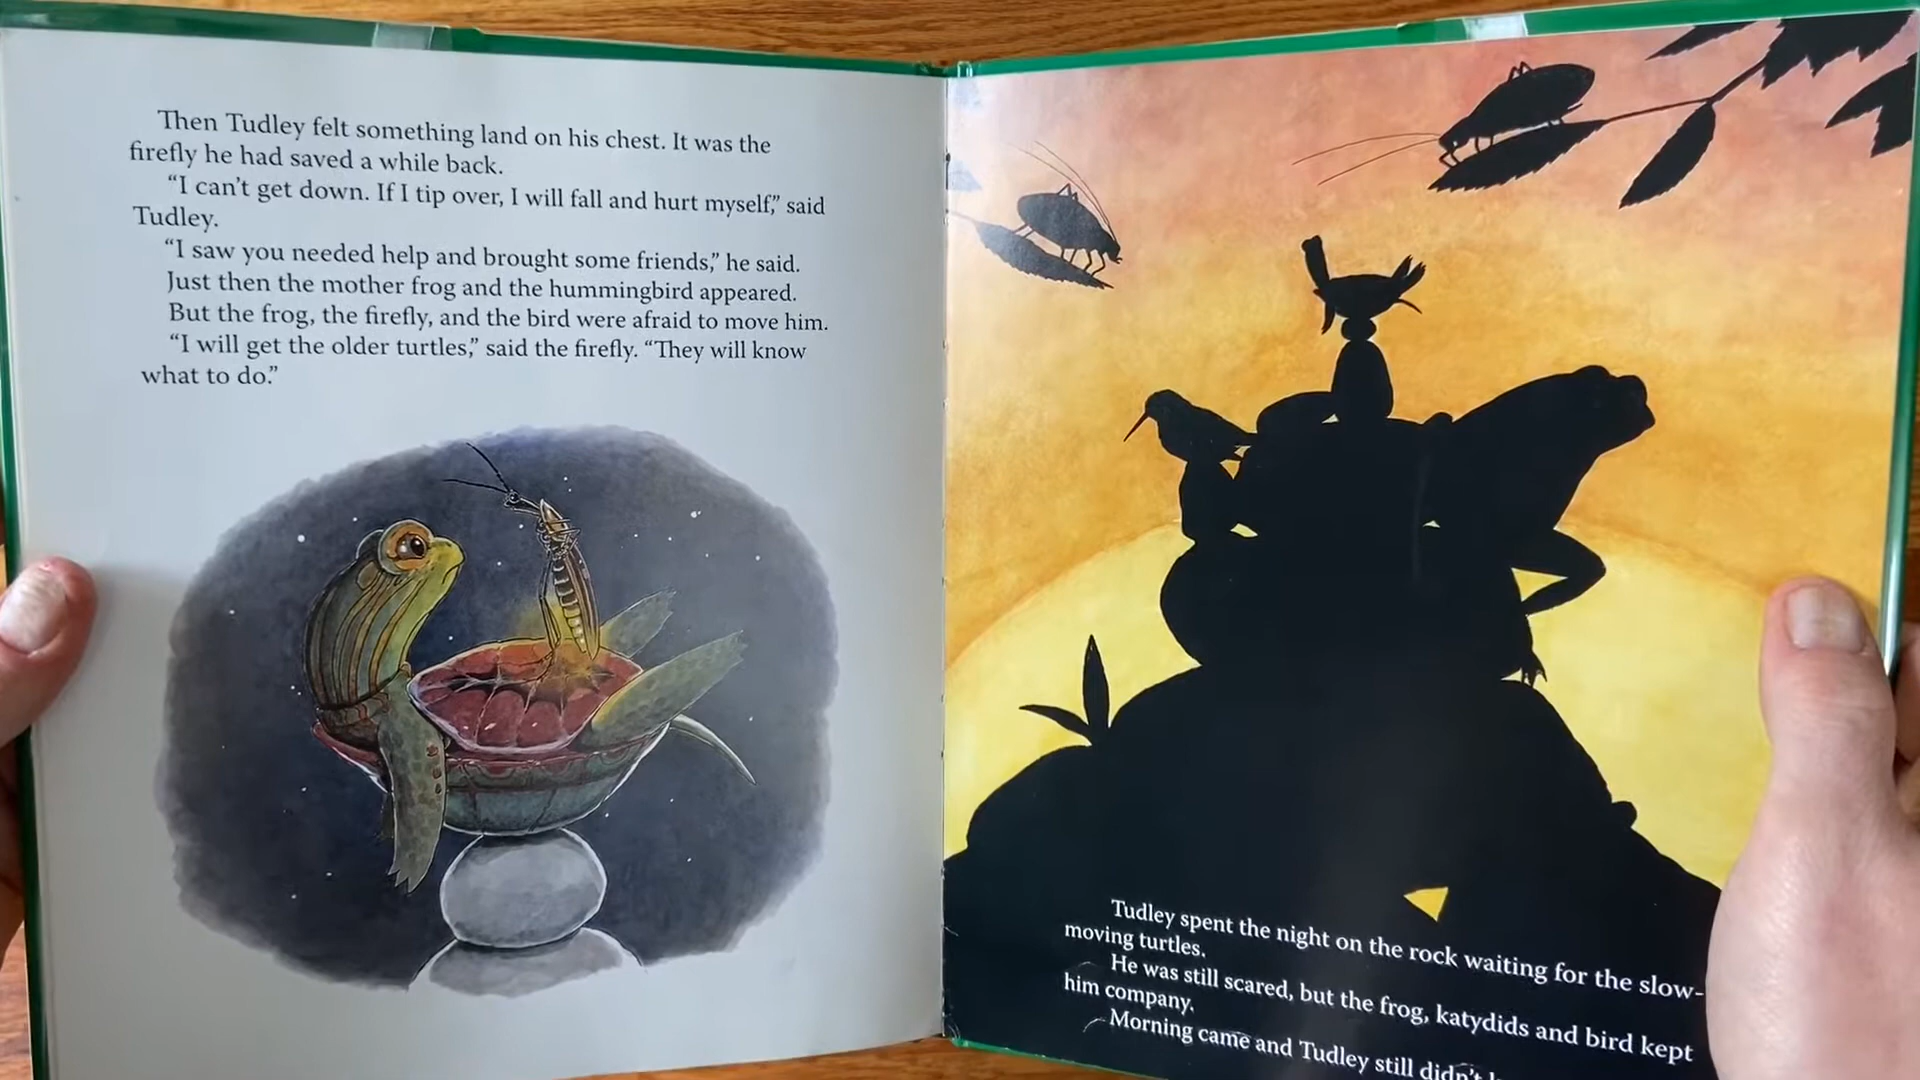 Then Tudley felt something land on his chest. It was the
firefly he had saved a while back.
“I can’t get down. If I tip over, I will fall and hurt myself,” said
Tudley.
“I saw you needed help and brought some friends,” he said.
Just then the mother frog and the hummingbird appeared.
But the frog, the firefly, and the bird were afraid to move him.
“I will get the older turtles,” said the firefly. “They will know
what to do.”
Tudley spent the night on the rock waiting for the slow-
moving turtles.
He was still scared, but the frog, katydids and bird kept
him company.
Morning came and Tudley still didn’t